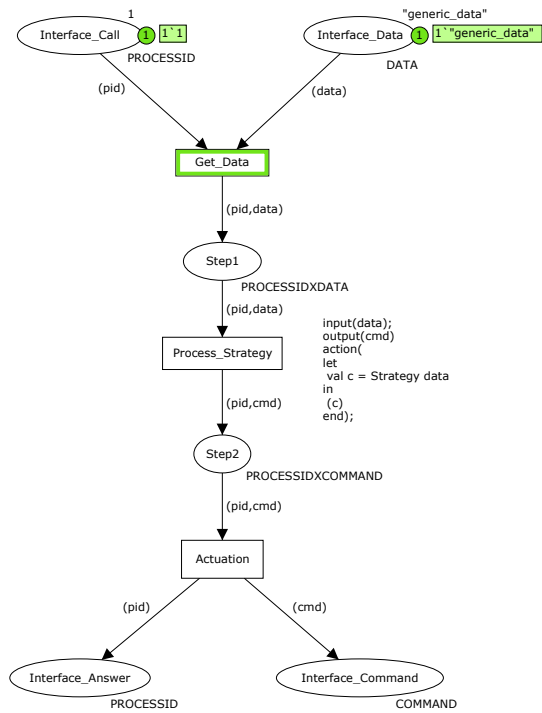 1
"generic_data"
Interface_Call
1
1`1
Interface_Data
1
1`"generic_data"
PROCESSID
DATA
(pid)
(data)
Get_Data
(pid,data)
Step1
PROCESSIDXDATA
(pid,data)
Process_Strategy
input(data);
output(cmd)
action(
let
val c = Strategy data
in
(c)
end);
(pid,cmd)
Step2
PROCESSIDXCOMMAND
(pid,cmd)
Actuation
(pid)
(cmd)
Interface_Answer
Interface_Command
PROCESSID
COMMAND